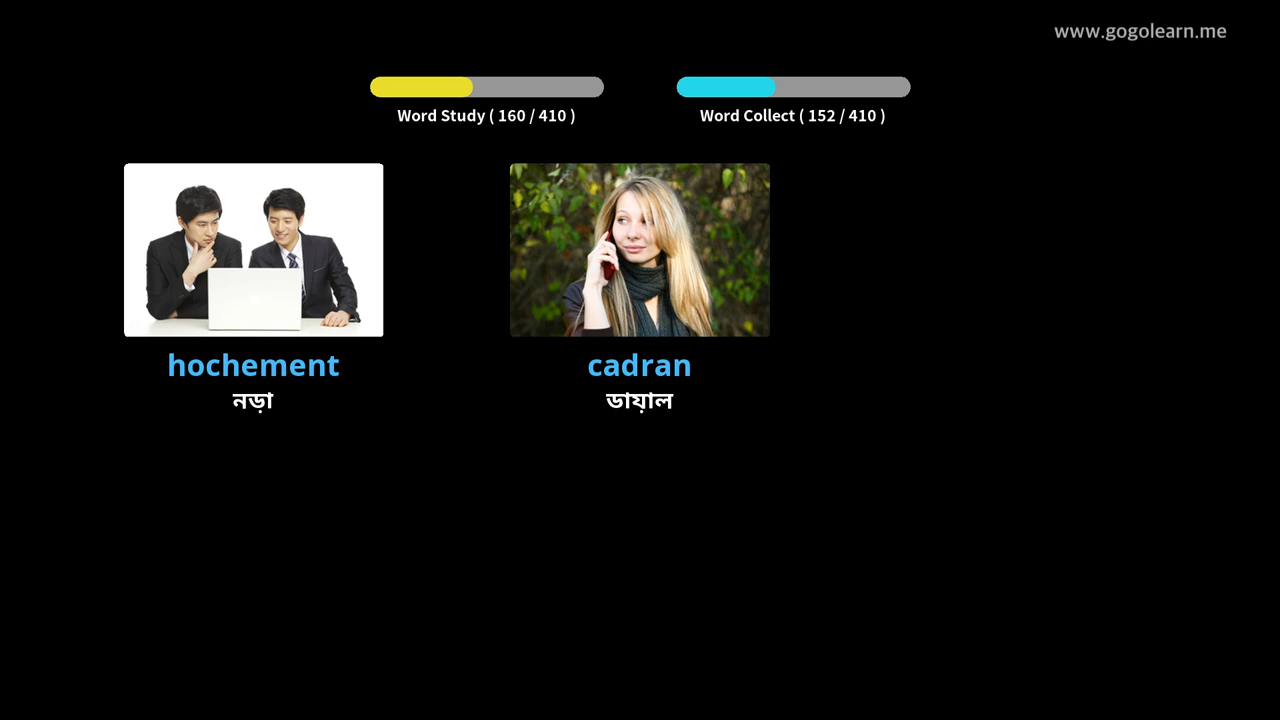 www.gogolearn.me
Word Study ( 160 / 410 )
Word Collect ( 152 / 410 )
hochement
নড়া
cadran
ডায়াল